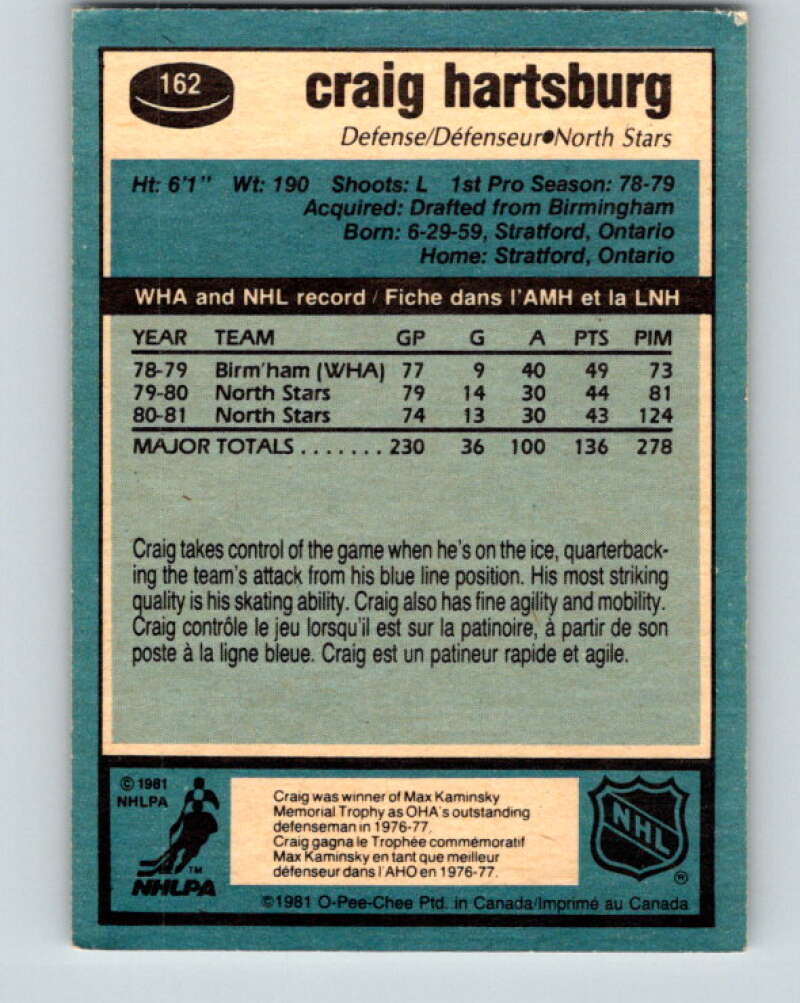 162
craig hartsburg
Defense/Défenseur●North Stars
Ht: 6'1" Wt: 190 Shoots: L 1st Pro Season: 78-79
Acquired: Drafted from Birmingham
Born: 6-29-59, Stratford, Ontario
Home: Stratford, Ontario
WHA and NHL record / Fiche dans l'AMH et la LNH
YEAR TEAM GP G A PTS PIM
78-79 Birm'ham (WHA) 77 9 40 49 73
79-80 North Stars 79 14 30 44 81
80-81 North Stars 74 13 30 43 124
MAJOR TOTALS ....... 230 36 100 136 278
Craig takes control of the game when he's on the ice, quarterback-
ing the team's attack from his blue line position. His most striking
quality is his skating ability. Craig also has fine agility and mobility.
Craig contrôle le jeu lorsqu'il est sur la patinoire, à partir de son
poste à la ligne bleue. Craig est un patineur rapide et agile.
© 1981
NHLPA
TM
NHLPA
Craig was winner of Max Kaminsky
Memorial Trophy as OHA's outstanding
defenseman in 1976-77.
Craig gagna le Trophée commémoratif
Max Kaminsky en tant que meilleur
défenseur dans l'AHO en 1976-77.
NHL
®
©1981 O-Pee-Chee Ptd. in Canada/Imprimé au Canada